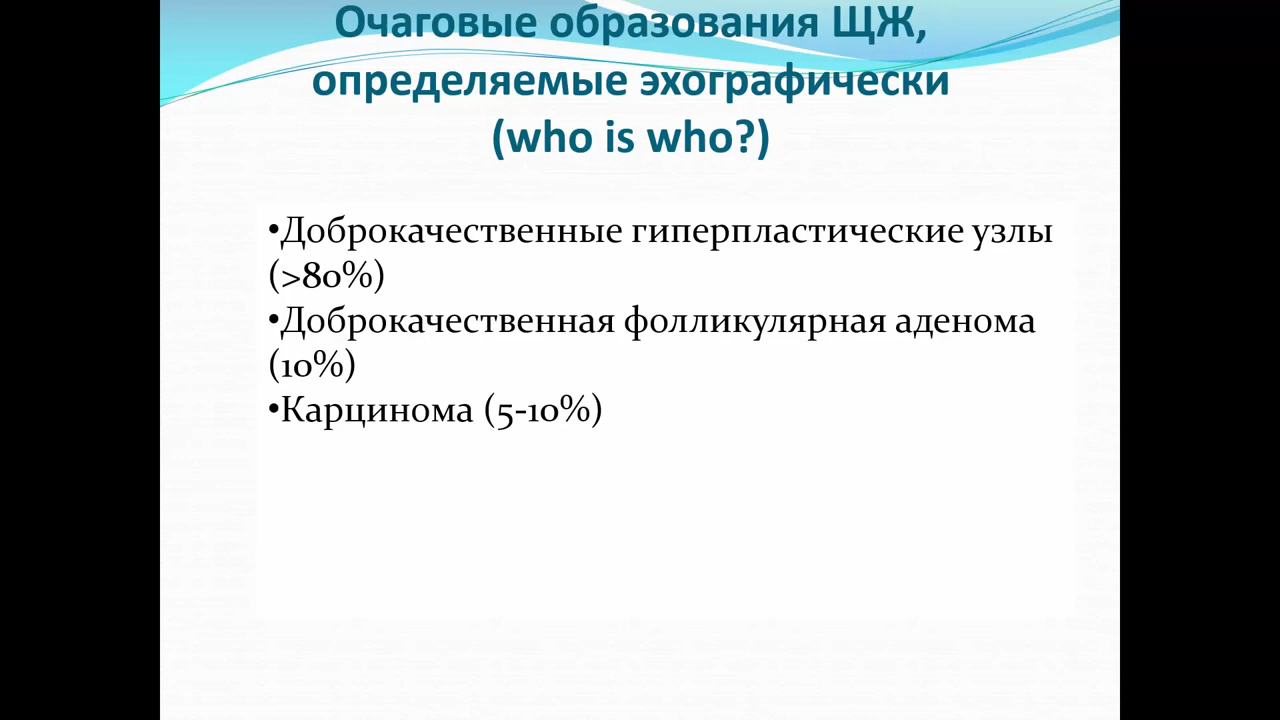 Очаговые образования ЩЖ,
определяемые эхографически
(who is who?)
•Доброкачественные гиперпластические узлы
(>80%)
•Доброкачественная фолликулярная аденома
(10%)
•Карцинома (5-10%)